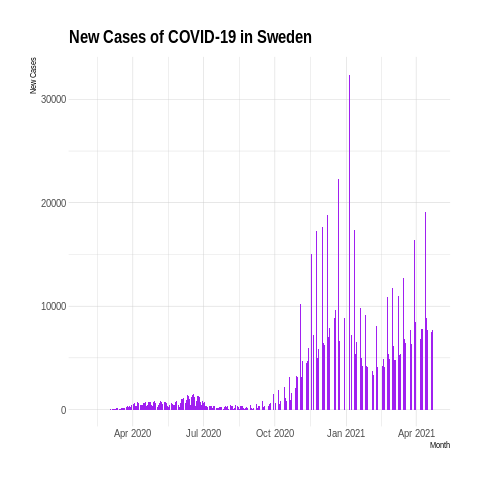 New Cases of COVID-19 in Sweden
New Cases
30000
20000
10000
0
Apr 2020 Jul 2020 Oct 2020 Jan 2021 Apr 2021
Month